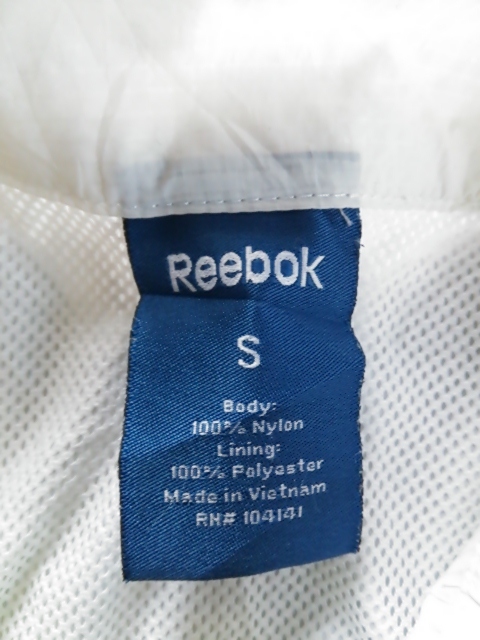 Reebok
S
Body:
100% Nylon
Lining:
100% Polyester
Made in Vietnam
RN# 104141